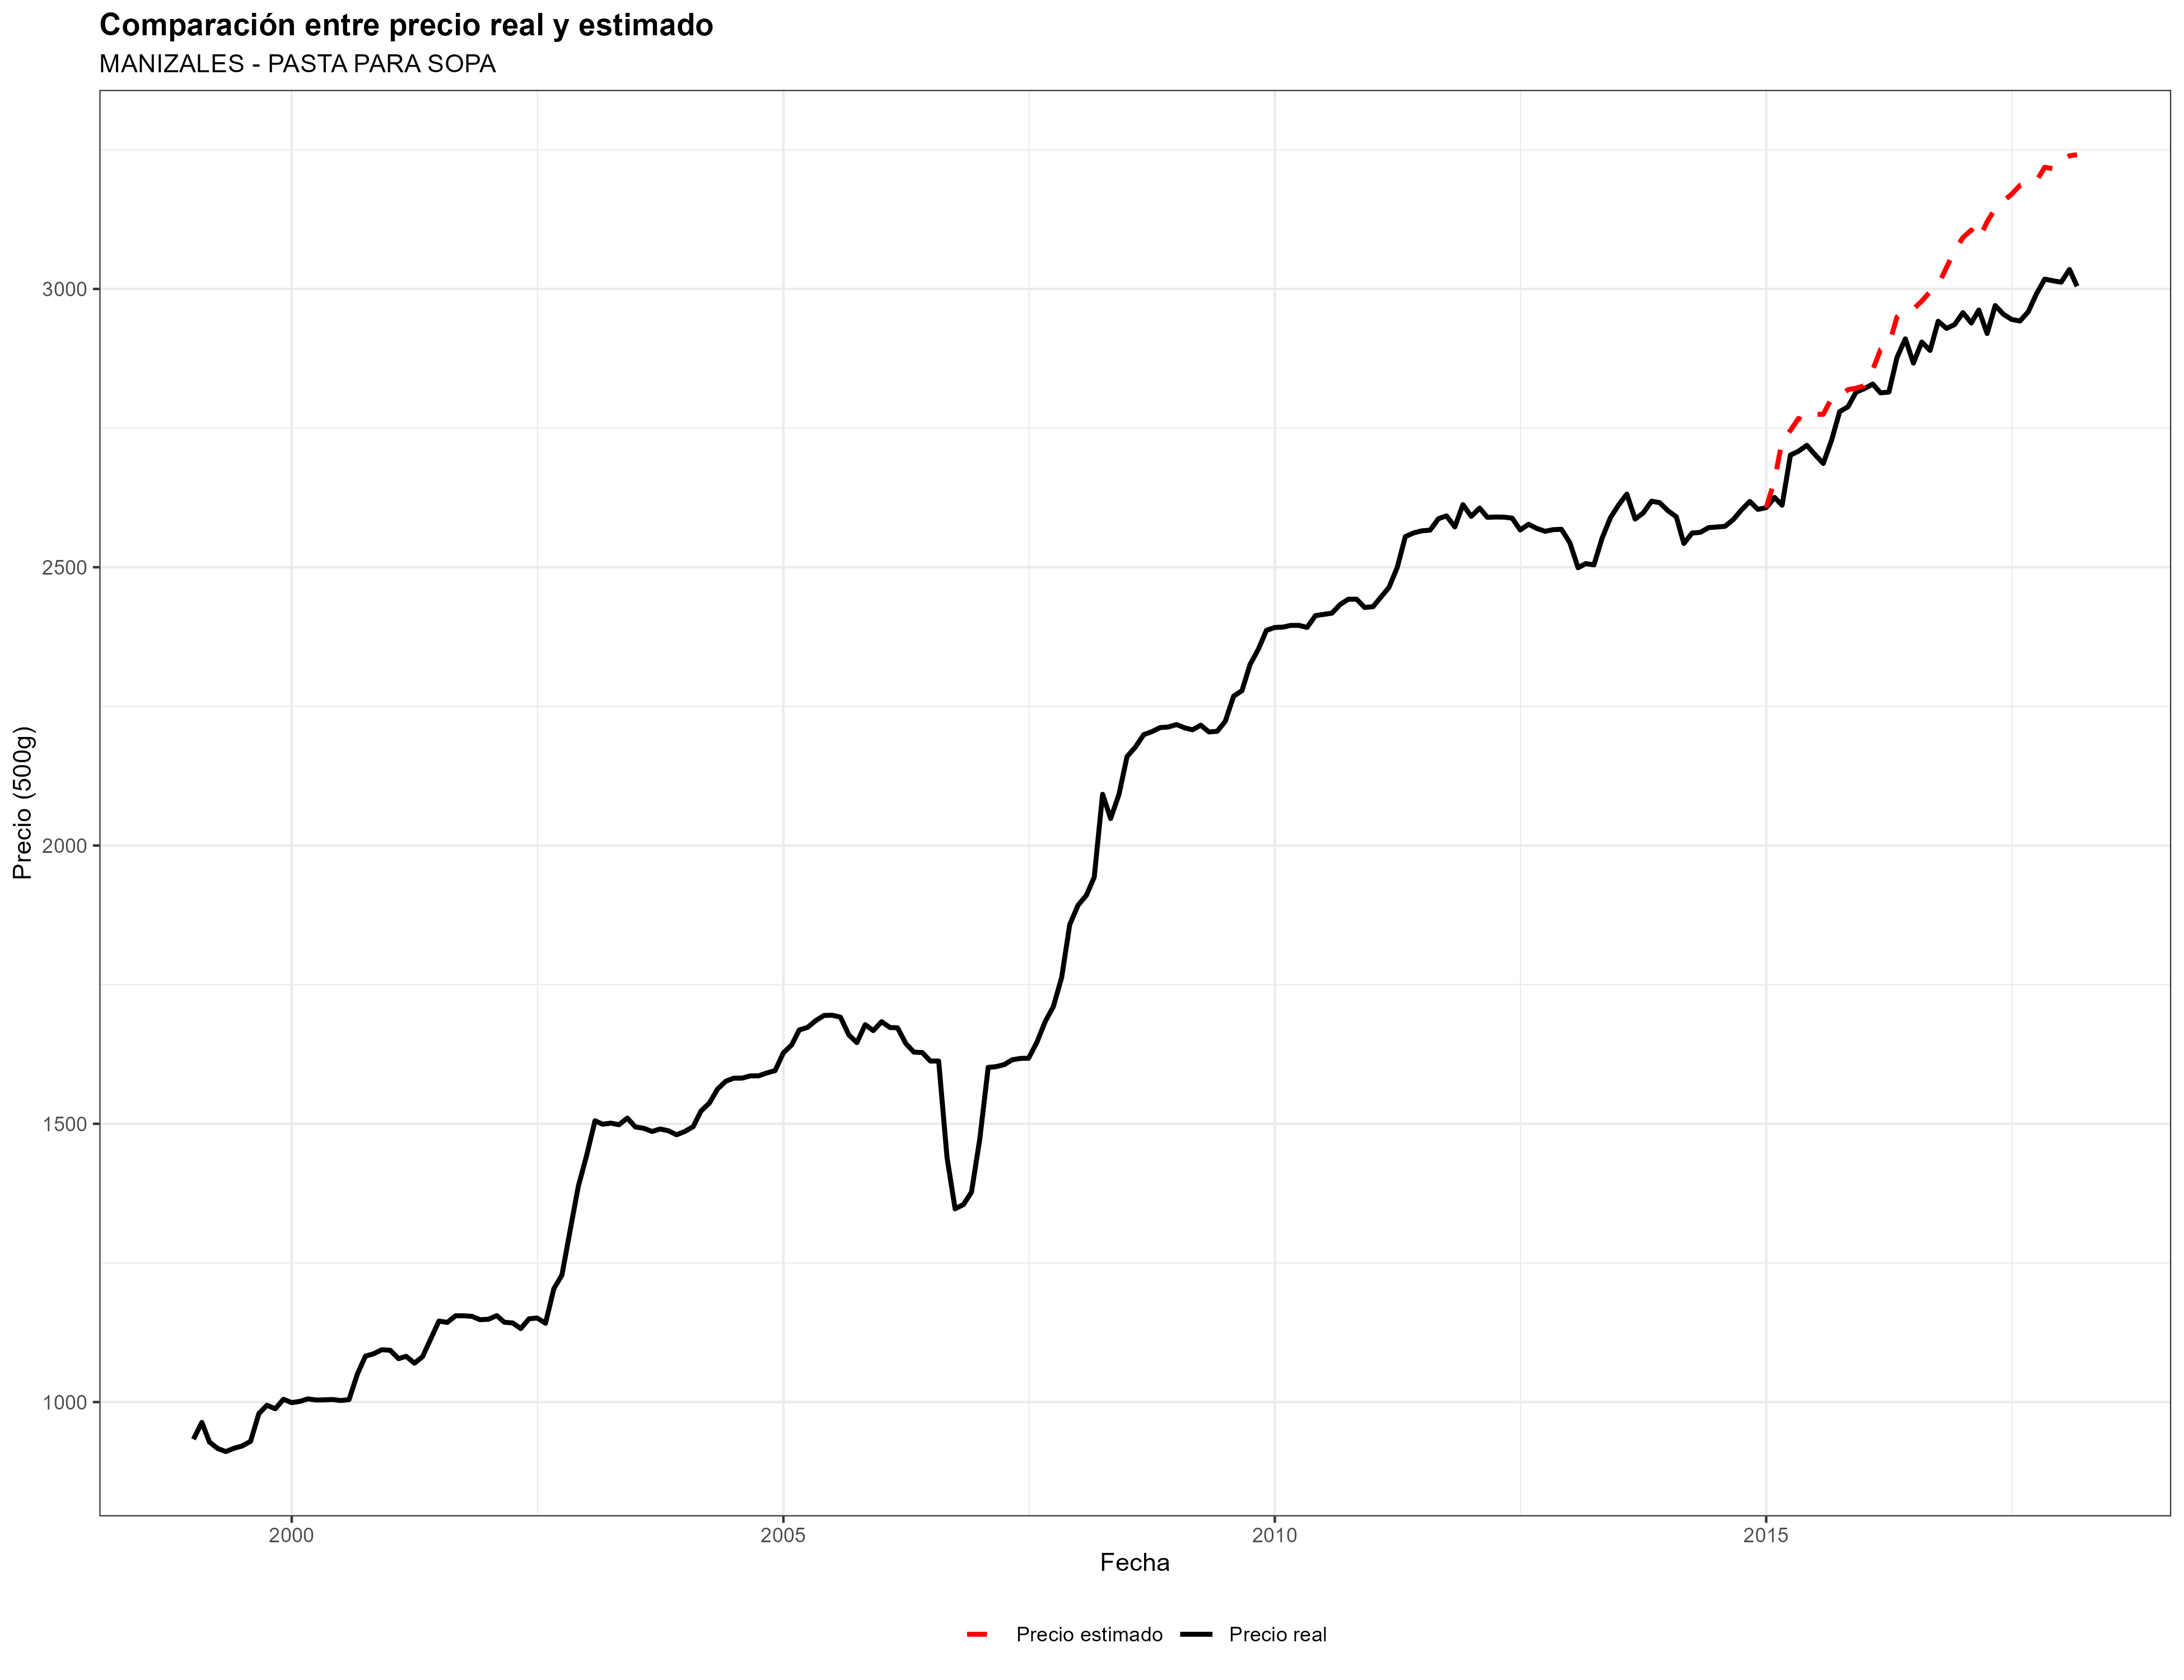 Comparación entre precio real y estimado
MANIZALES - PASTA PARA SOPA
Precio (500g)
3000
2500
2000
1500
1000
2000 2005 2010 2015
Fecha
Precio estimado Precio real